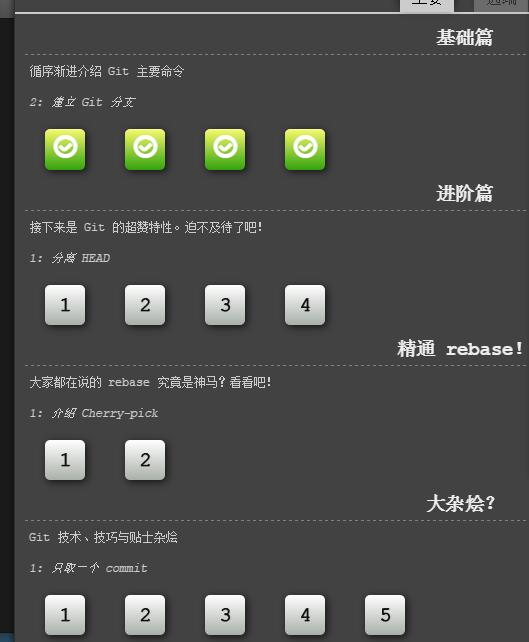 主要
基础篇
循序渐进介绍 Git 主要命令
2: 建立 Git 分支
进阶篇
接下来是 Git 的超赞特性。迫不及待了吧!
1: 分离 HEAD
1 2 3 4
精通 rebase!
大家都在说的 rebase 究竟是神马？看看吧!
1: 介绍 Cherry-pick
1 2
大杂烩？
Git 技术、技巧与贴士杂烩
1: 只取一个 commit
1 2 3 4 5